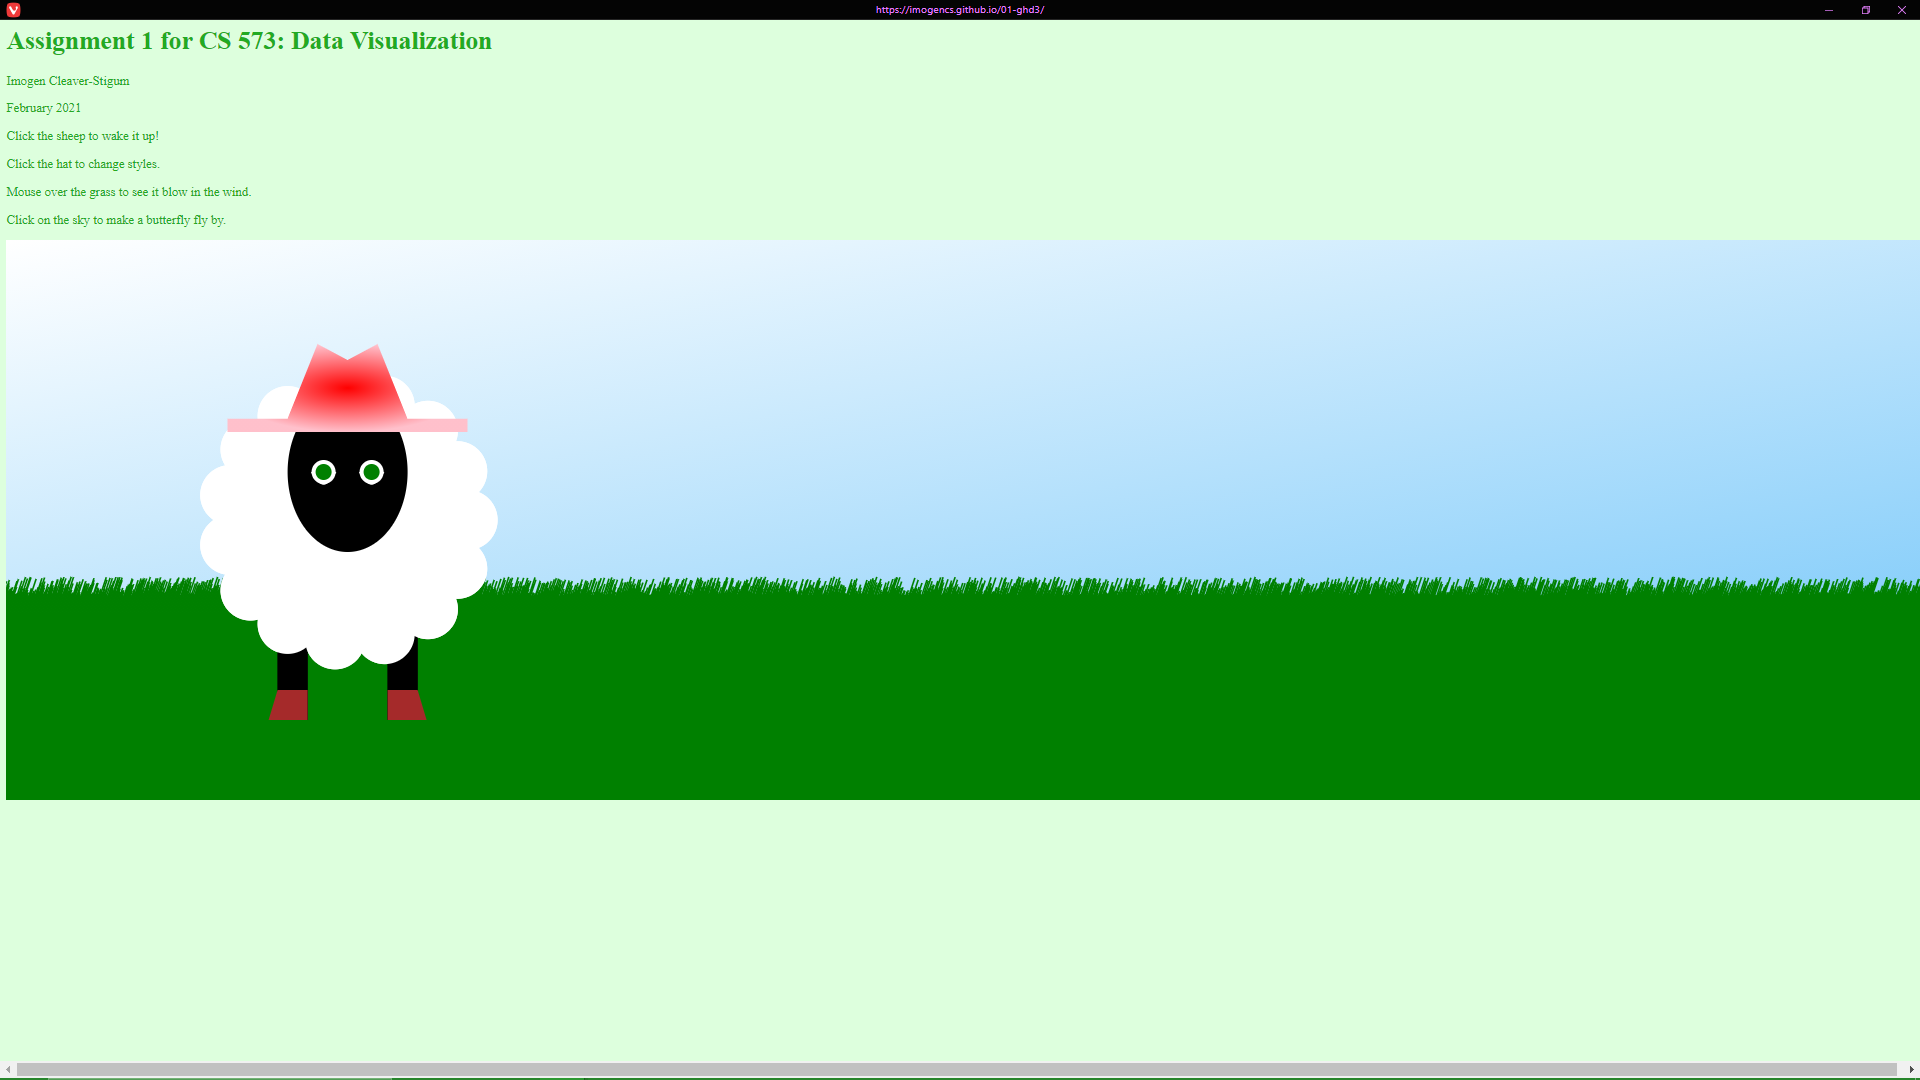 https://imogencs.github.io/01-ghd3/
Assignment 1 for CS 573: Data Visualization
Imogen Cleaver-Stigum
February 2021
Click the sheep to wake it up!
Click the hat to change styles.
Mouse over the grass to see it blow in the wind.
Click on the sky to make a butterfly fly by.